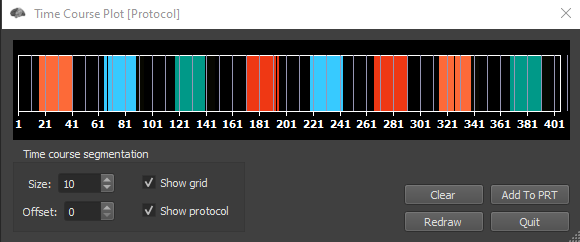 Time Course Plot [Protocol]
1 21 41 61 81 101 121 141 161 181 201 221 241 261 281 301 321 341 361 381 401
Time course segmentation
Size: 10 Show grid
Offset: 0 Show protocol
Clear Add To PRT
Redraw Quit